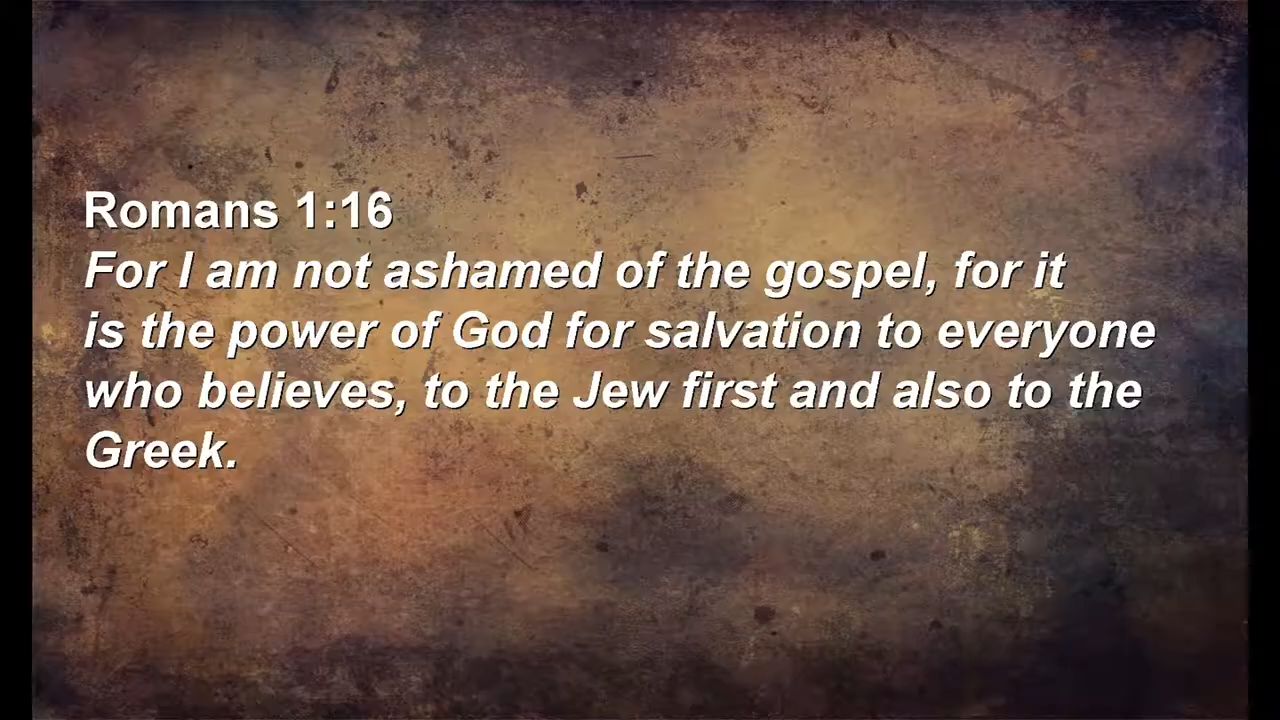 Romans 1:16
For I am not ashamed of the gospel, for it
is the power of God for salvation to everyone
who believes, to the Jew first and also to the
Greek.